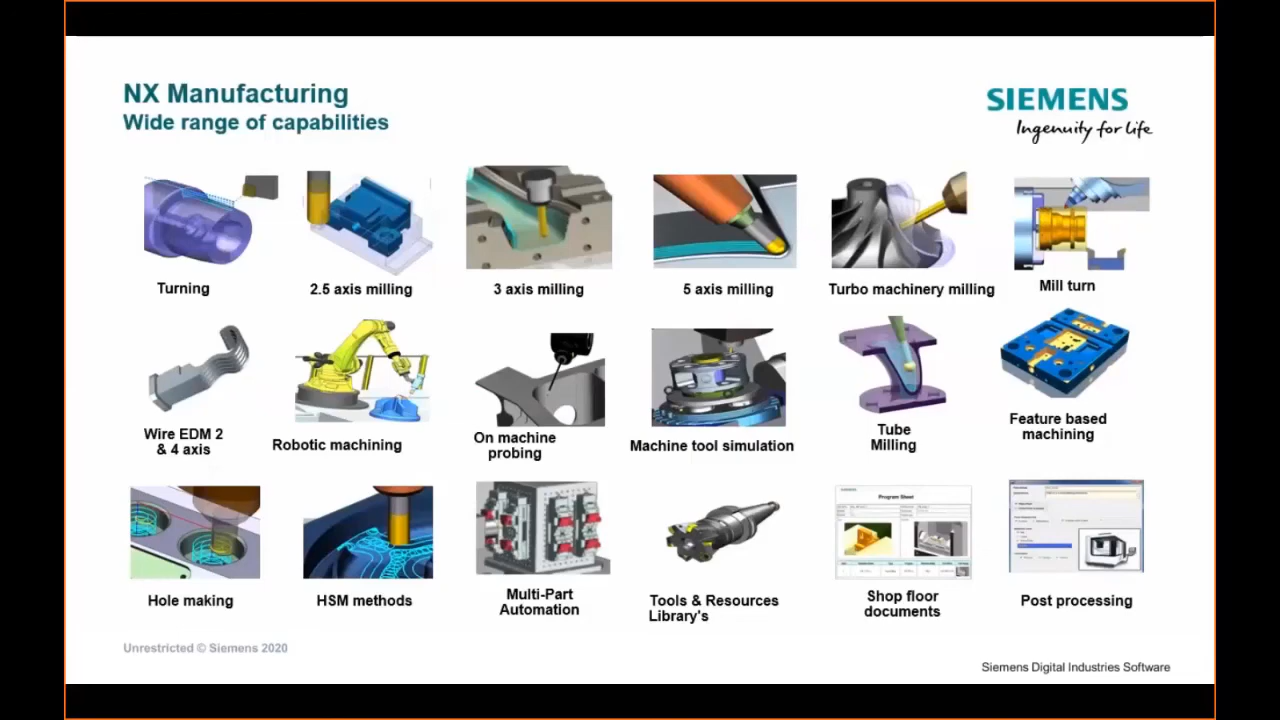 NX Manufacturing
Wide range of capabilities
SIEMENS
Ingenuity for life
Turning
2.5 axis milling
3 axis milling
5 axis milling
Turbo machinery milling
Mill turn
Wire EDM 2
& 4 axis
Robotic machining
On machine
probing
Machine tool simulation
Tube
Milling
Feature based
machining
Program Sheet
Hole making
HSM methods
Multi-Part
Automation
Tools & Resources
Library's
Shop floor
documents
Post processing
Unrestricted © Siemens 2020
Siemens Digital Industries Software